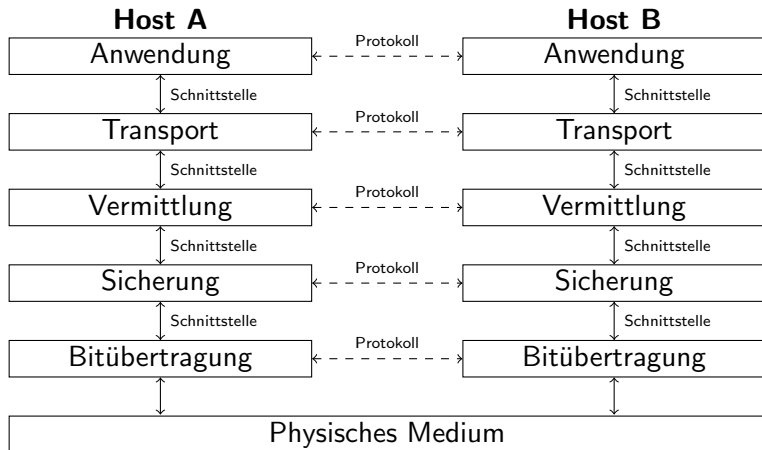 Host A Host B
Anwendung Protokoll Anwendung
Schnittstelle Schnittstelle
Transport Protokoll Transport
Schnittstelle Schnittstelle
Vermittlung Protokoll Vermittlung
Schnittstelle Schnittstelle
Sicherung Protokoll Sicherung
Schnittstelle Schnittstelle
Bitübertragung Protokoll Bitübertragung
Physisches Medium